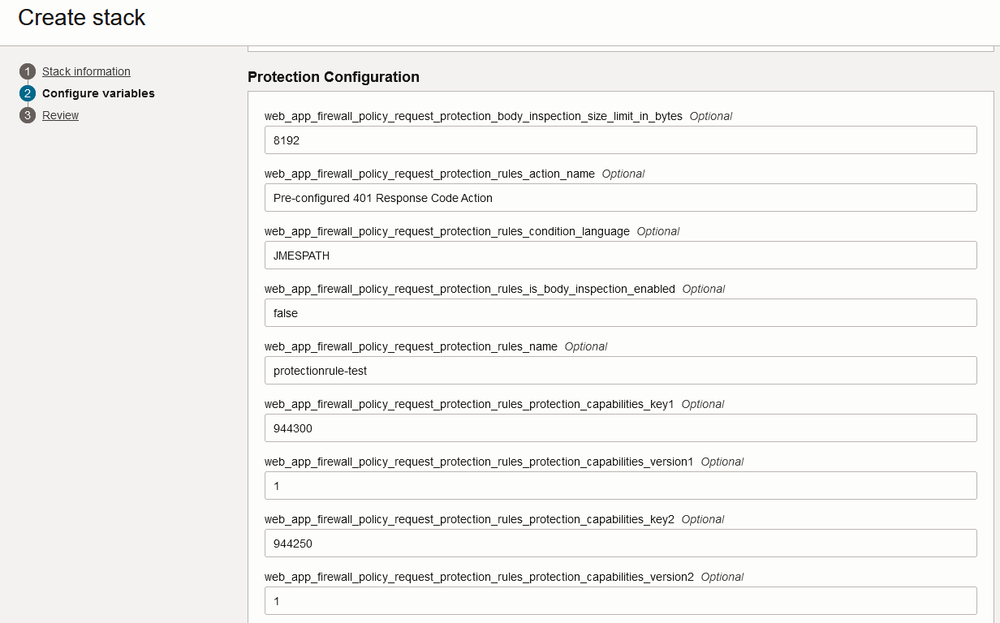 Create stack
1 Stack information
2 Configure variables
3 Review
Protection Configuration
web_app_firewall_policy_request_protection_body_inspection_size_limit_in_bytes Optional
8192
web_app_firewall_policy_request_protection_rules_action_name Optional
Pre-configured 401 Response Code Action
web_app_firewall_policy_request_protection_rules_condition_language Optional
JMESPATH
web_app_firewall_policy_request_protection_rules_is_body_inspection_enabled Optional
false
web_app_firewall_policy_request_protection_rules_name Optional
protectionrule-test
web_app_firewall_policy_request_protection_rules_protection_capabilities_key1 Optional
944300
web_app_firewall_policy_request_protection_rules_protection_capabilities_version1 Optional
1
web_app_firewall_policy_request_protection_rules_protection_capabilities_key2 Optional
944250
web_app_firewall_policy_request_protection_rules_protection_capabilities_version2 Optional
1